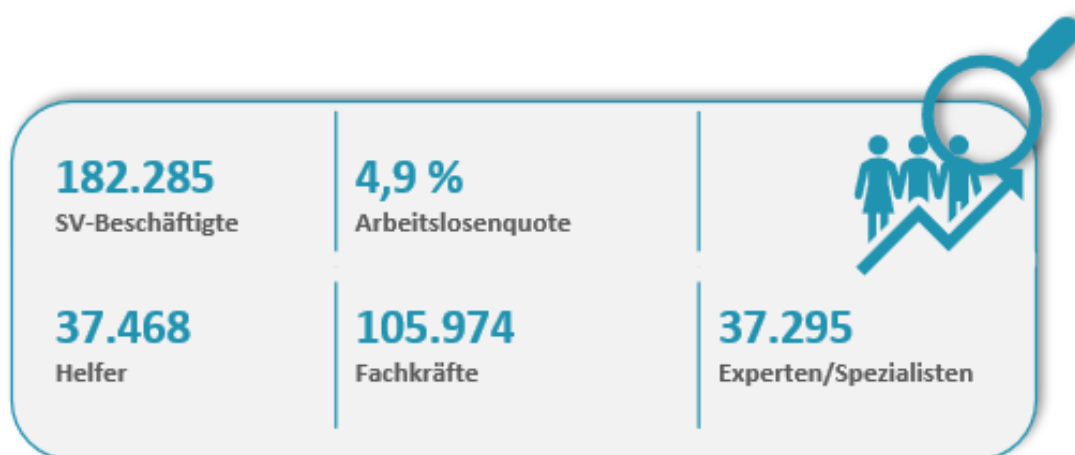 182.285
SV-Beschäftigte
4,9 %
Arbeitslosenquote
37.468
Helfer
105.974
Fachkräfte
37.295
Experten/Spezialisten